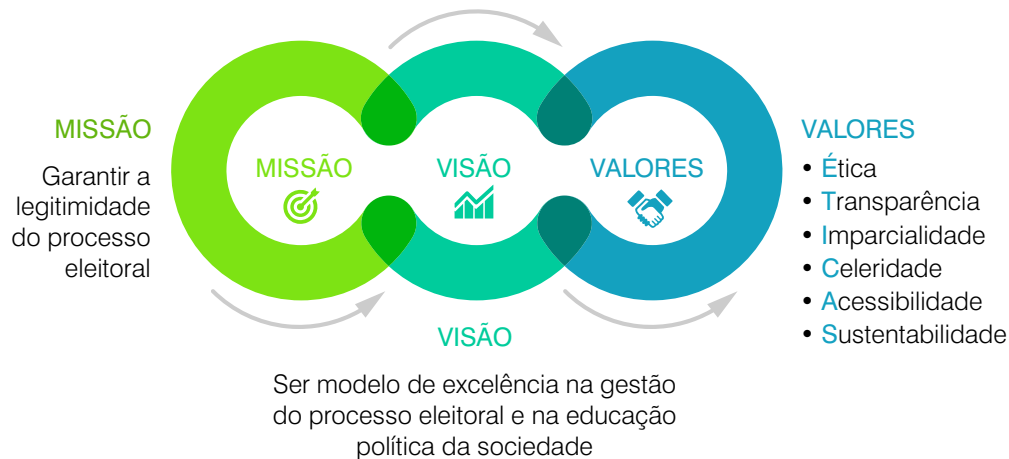 MISSÃO
Garantir a
legitimidade
do processo
eleitoral
MISSÃO
VISÃO
VALORES
VISÃO
Ser modelo de excelência na gestão
do processo eleitoral e na educação
política da sociedade
VALORES
• Ética
• Transparência
• Imparcialidade
• Celeridade
• Acessibilidade
• Sustentabilidade